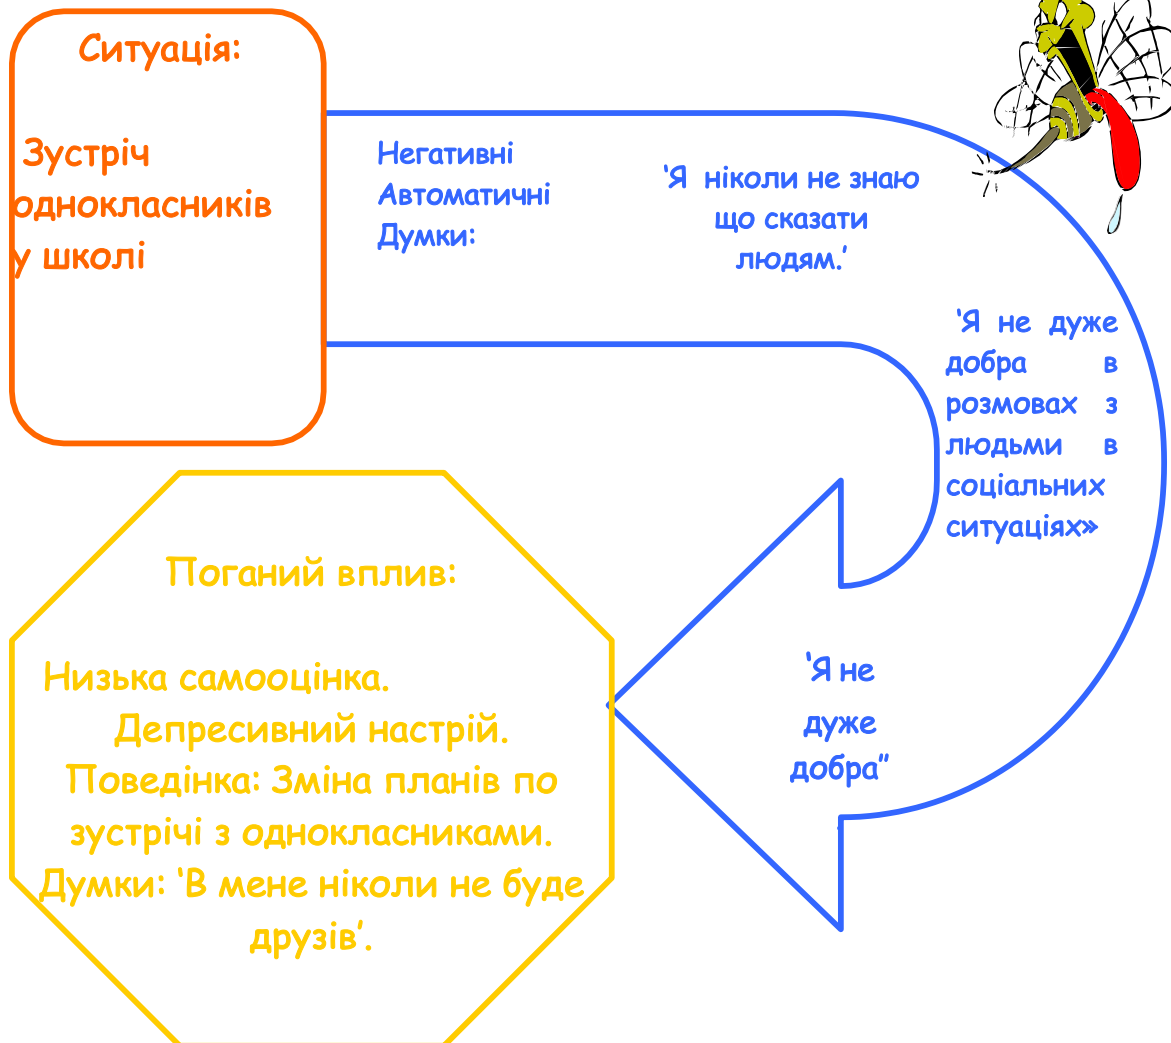 Ситуація:
Зустріч
однокласників
у школі
Негативні
Автоматичні
Думки:
‘Я ніколи не знаю
що сказати
людям.’
‘Я не дуже
добра в
розмовах з
людьми в
соціальних
ситуаціях»
‘Я не
дуже
добра”
Поганий вплив:
Низька самооцінка.
Депресивний настрій.
Поведінка: Зміна планів по
зустрічі з однокласниками.
Думки: ‘В мене ніколи не буде
друзів’.